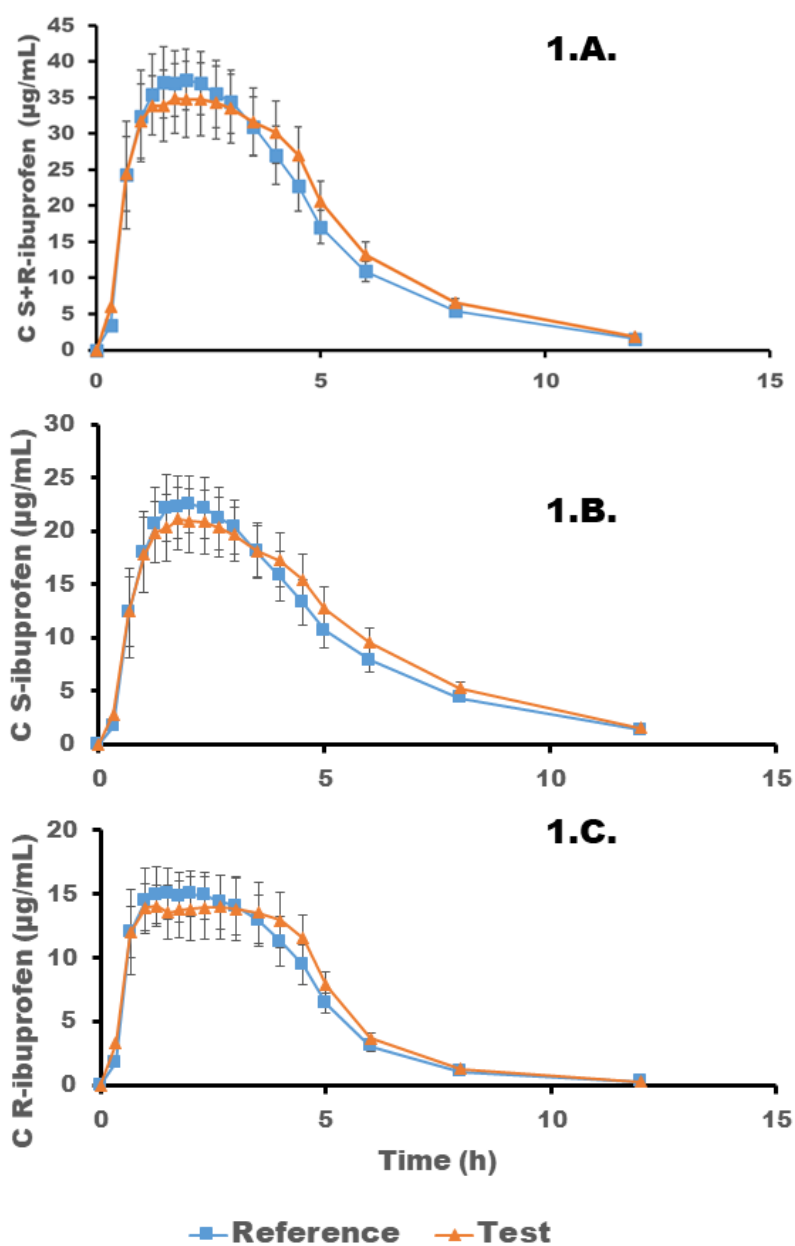 1.A.
C S+R-ibuprofen (µg/mL)
45
40
35
30
25
20
15
10
5
0
0 5 10 15
1.B.
C S-ibuprofen (µg/mL)
30
25
20
15
10
5
0
0 5 10 15
1.C.
C R-ibuprofen (µg/mL)
20
15
10
5
0
0 5 10 15
Time (h)
Reference Test